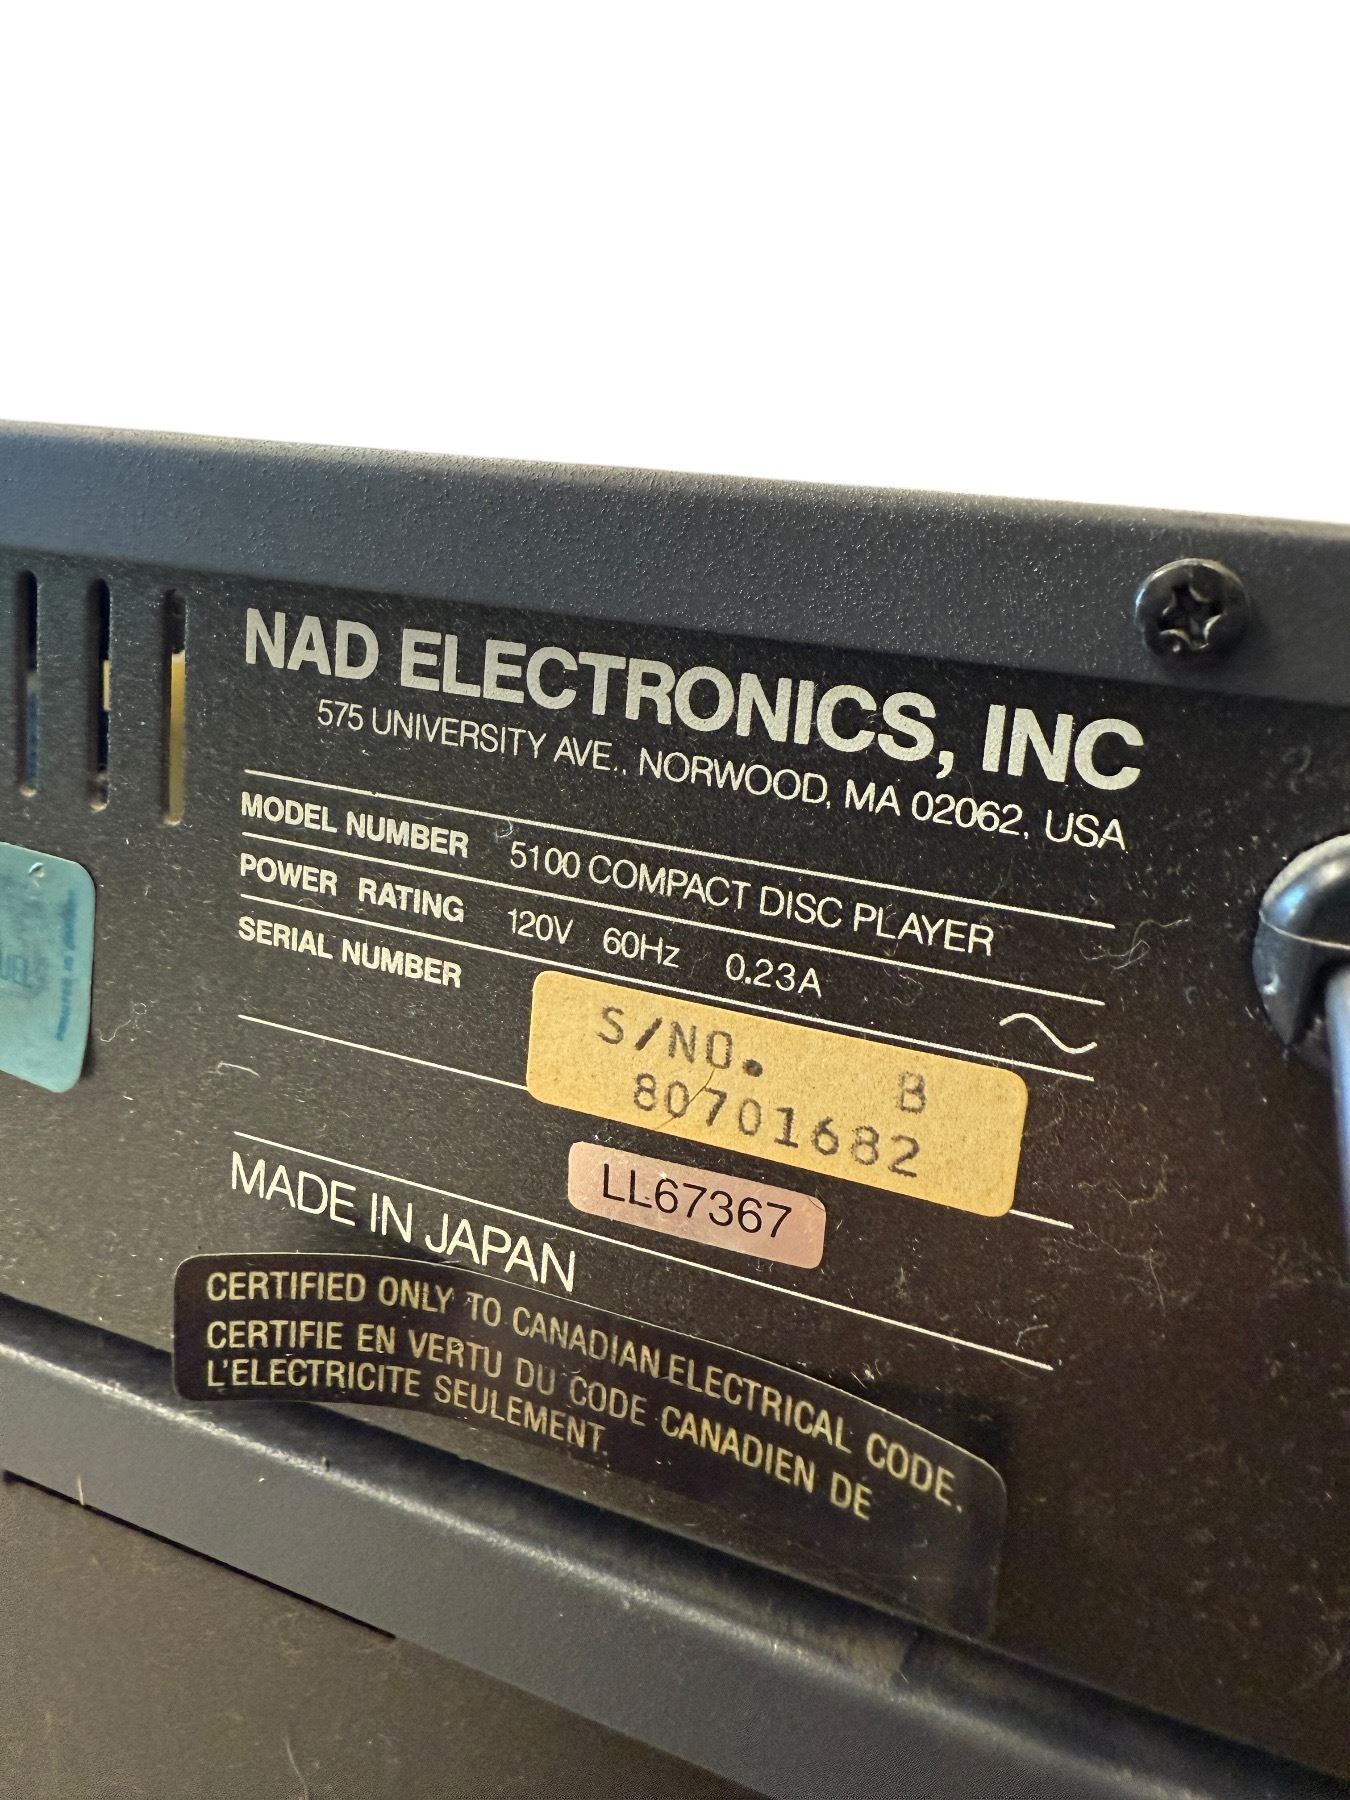 NAD ELECTRONICS, INC
575 UNIVERSITY AVE., NORWOOD, MA 02062, USA
MODEL NUMBER 5100 COMPACT DISC PLAYER
POWER RATING 120V 60Hz 0.23A
SERIAL NUMBER
S/NO. B
80701682
LL67367
MADE IN JAPAN
CERTIFIED ONLY TO CANADIAN ELECTRICAL CODE.
CERTIFIE EN VERTU DU CODE CANADIEN DE
L'ELECTRICITE SEULEMENT.